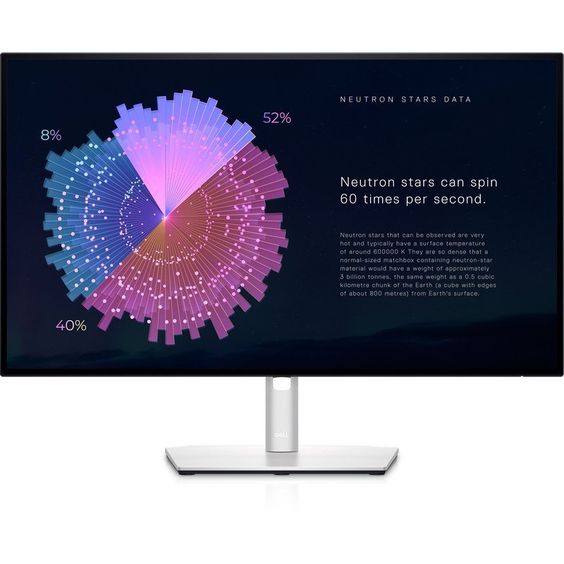 NEUTRON STARS DATA
52%
8%
Neutron stars can spin
60 times per second.
Neutron stars that can be observed are very
hot and typically have a surface temperature
of around 600000 K They are so dense that a
normal-sized matchbox containing neutron-star
material would have a weight of approximately
3 billion tonnes, the same weight as a 0.5 cubic
kilometre chunk of the Earth (a cube with edges
of about 800 metres) from Earth's surface.
40%
DELL